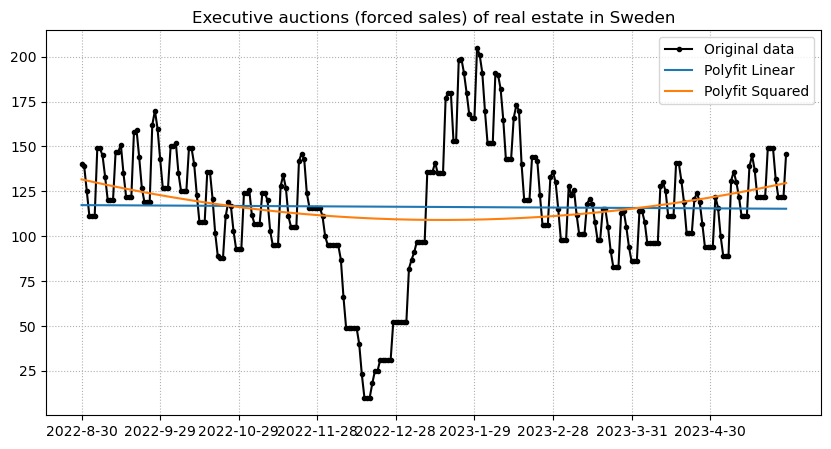 Executive auctions (forced sales) of real estate in Sweden
Original data
Polyfit Linear
Polyfit Squared
200
175
150
125
100
75
50
25
2022-8-30 2022-9-29 2022-10-29 2022-11-28 2022-12-28 2023-1-29 2023-2-28 2023-3-31 2023-4-30